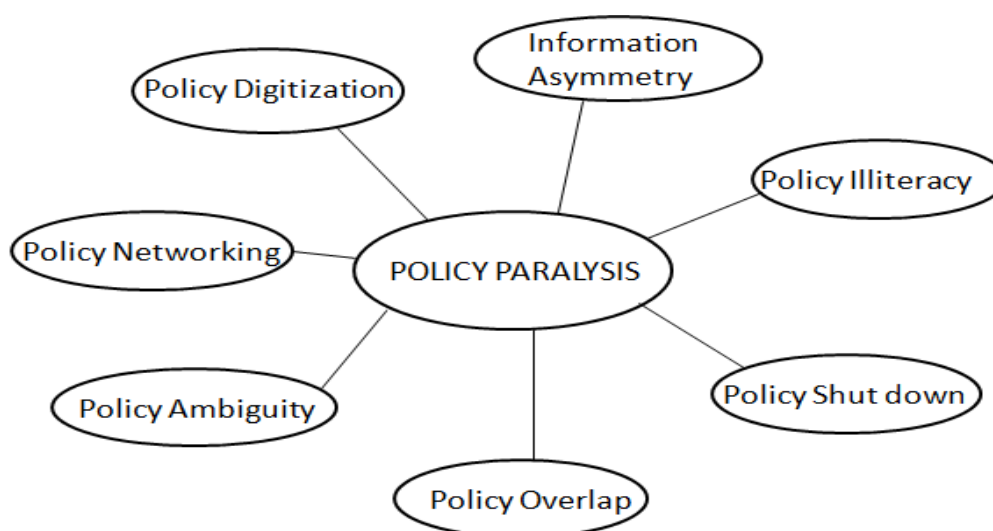 Information
Asymmetry
Policy Digitization
Policy Illiteracy
Policy Networking
POLICY PARALYSIS
Policy Ambiguity
Policy Shut down
Policy Overlap